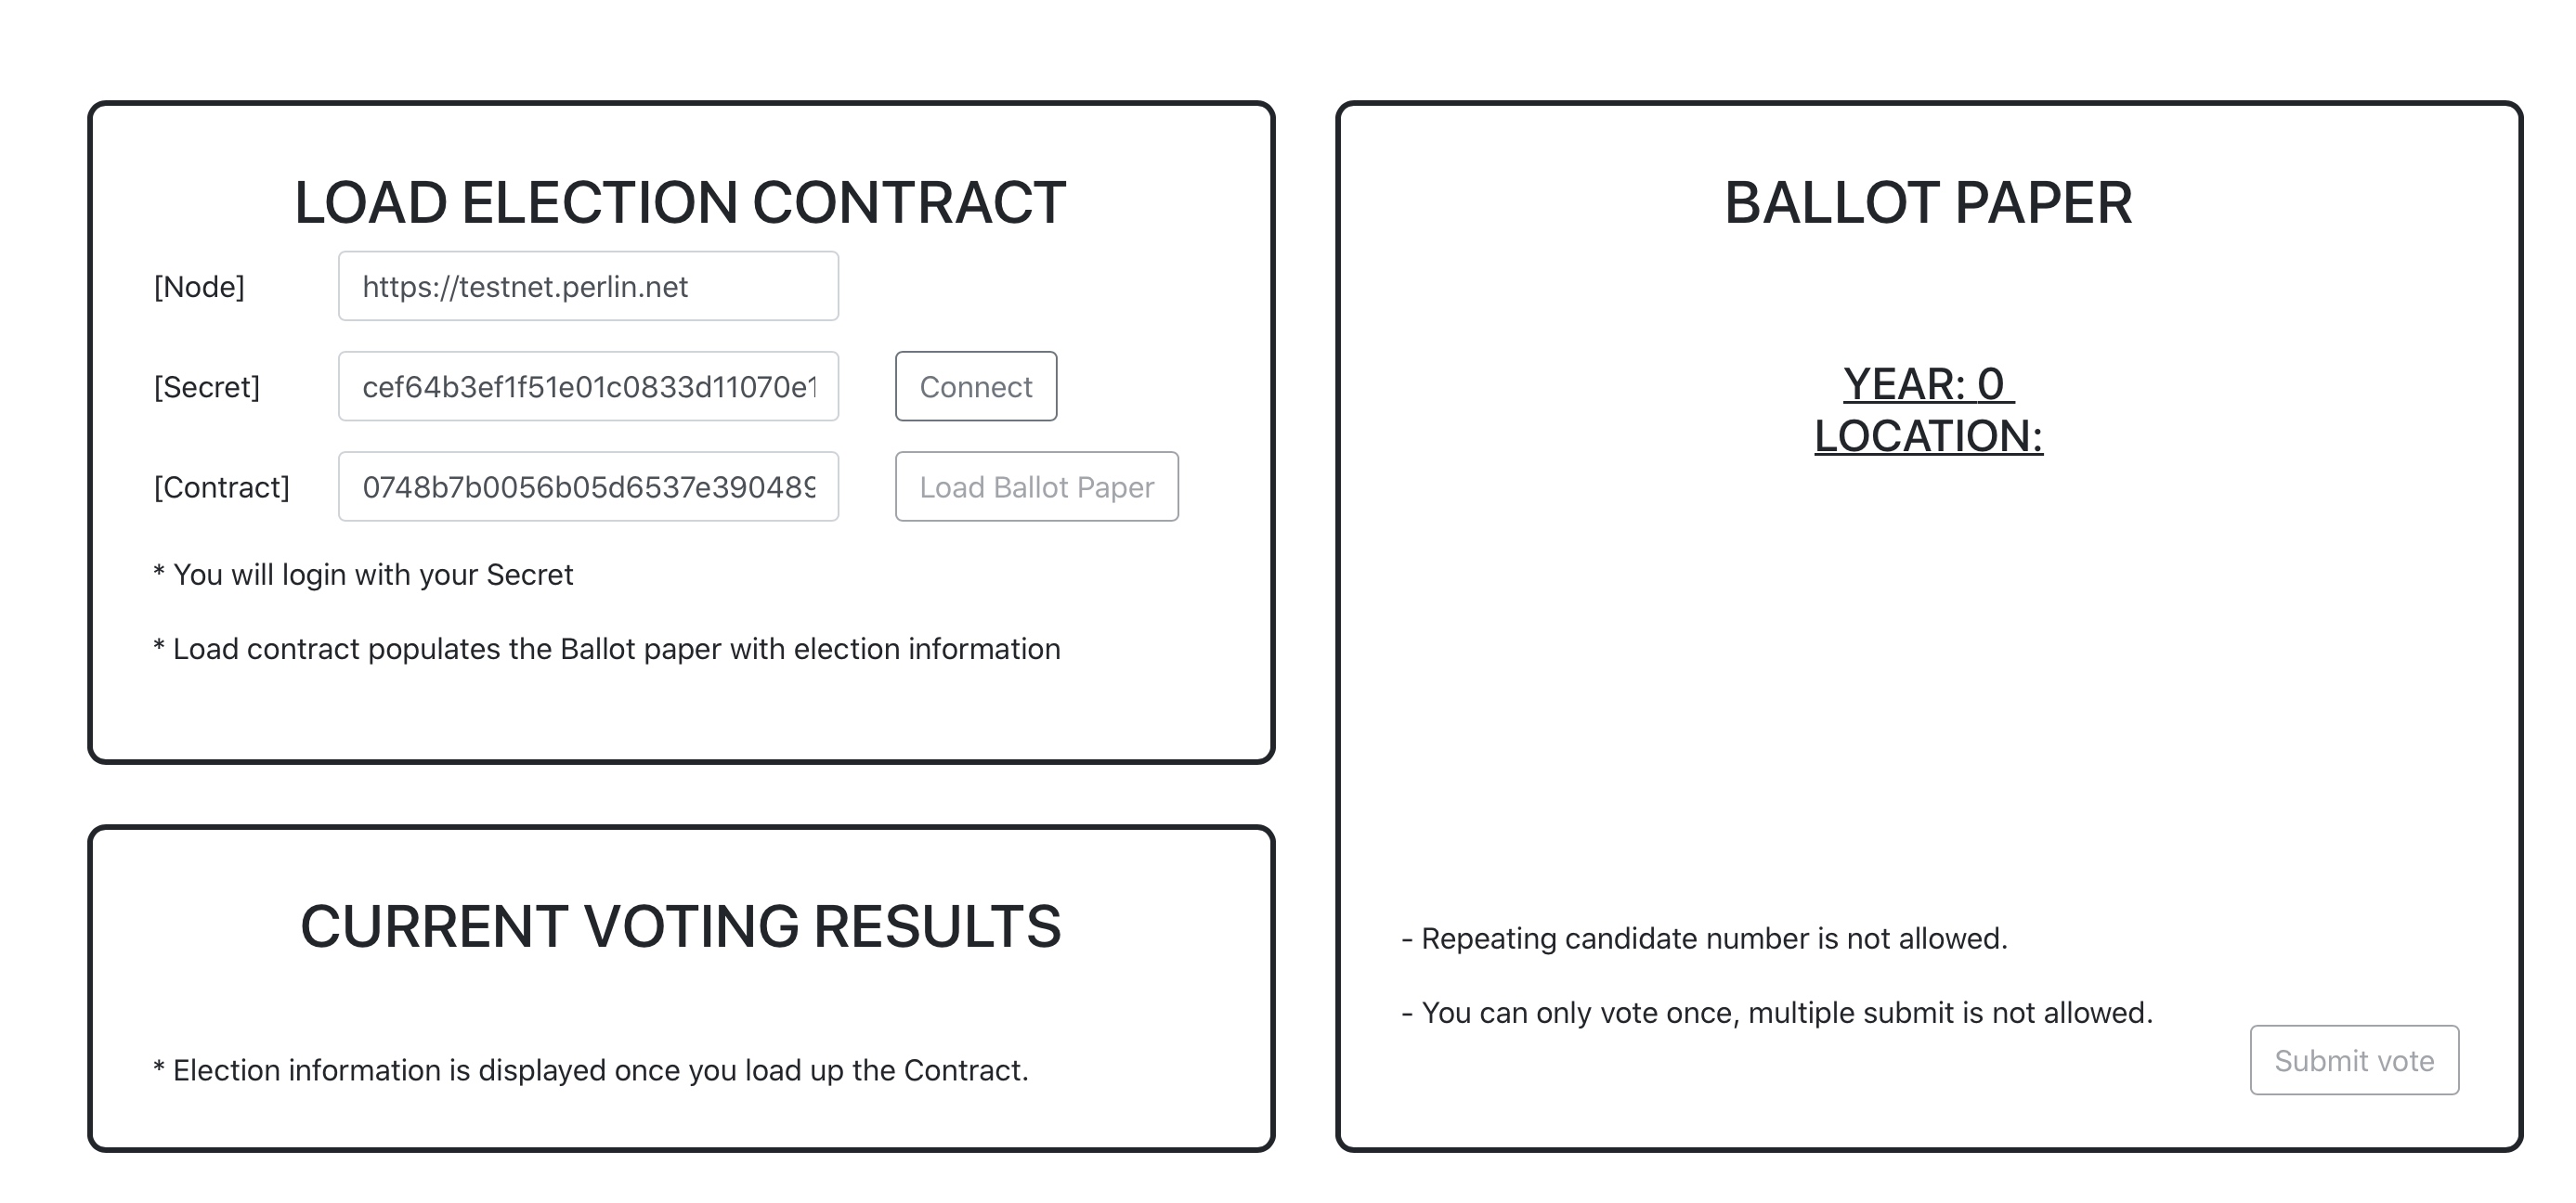 LOAD ELECTION CONTRACT
[Node] https://testnet.perlin.net
[Secret] cef64b3ef1f51e01c0833d11070e1 Connect
[Contract] 0748b7b0056b05d6537e390489 Load Ballot Paper
* You will login with your Secret
* Load contract populates the Ballot paper with election information
CURRENT VOTING RESULTS
* Election information is displayed once you load up the Contract.
BALLOT PAPER
YEAR: 0
LOCATION:
- Repeating candidate number is not allowed.
- You can only vote once, multiple submit is not allowed.
Submit vote